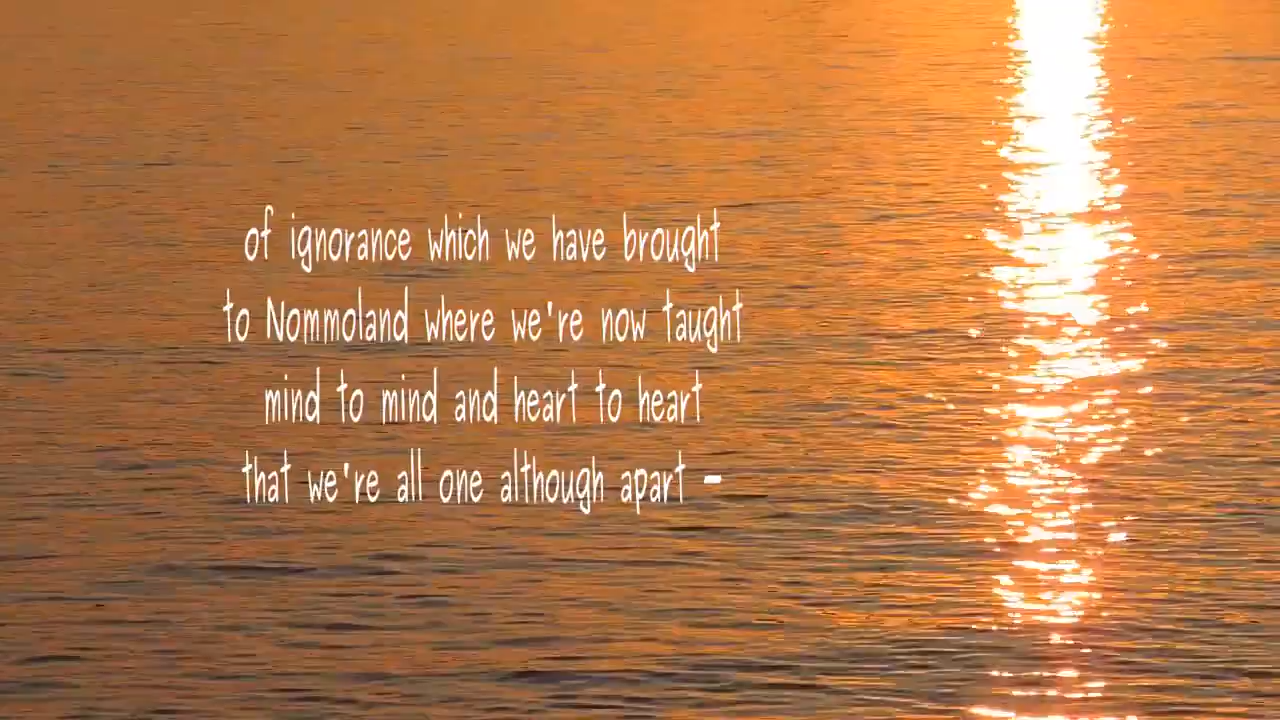 of ignorance which we have brought
to Nommoland where we're now taught
mind to mind and heart to heart
that we're all one although apart -